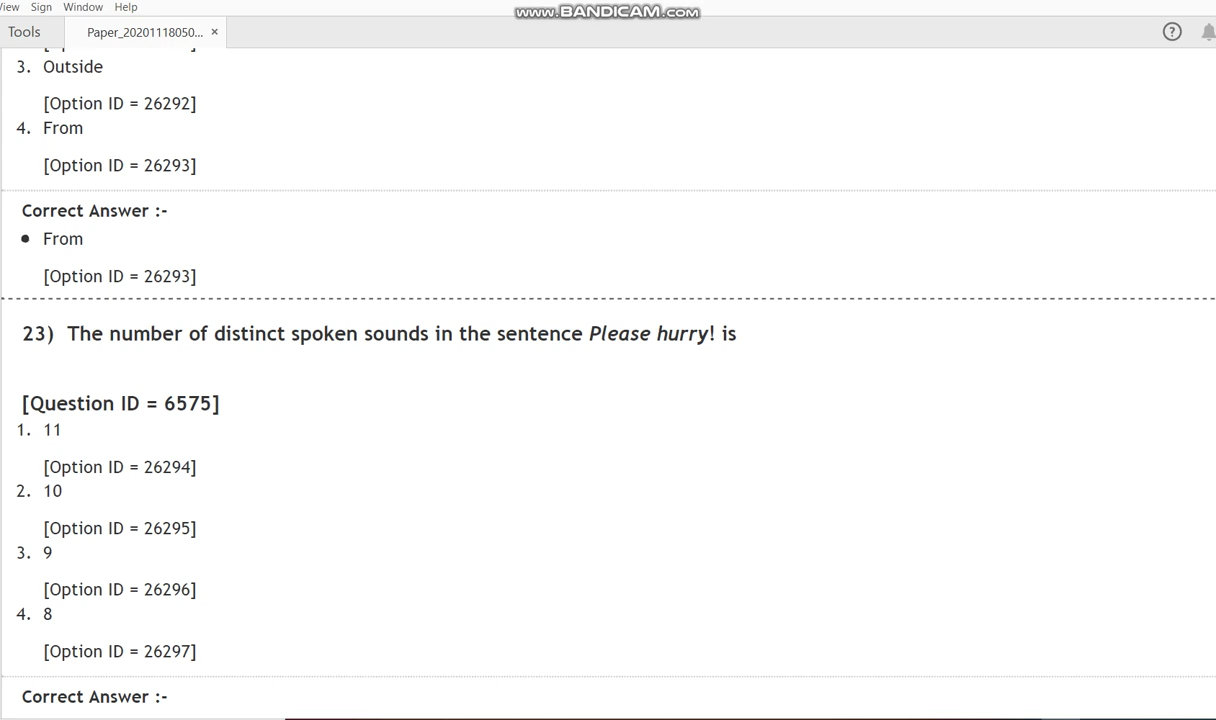 View Sign Window Help
www.BANDICAM.com
Tools Paper_20201118050... ×
?
3. Outside
[Option ID = 26292]
4. From
[Option ID = 26293]
Correct Answer :-
• From
[Option ID = 26293]
23) The number of distinct spoken sounds in the sentence Please hurry! is
[Question ID = 6575]
1. 11
[Option ID = 26294]
2. 10
[Option ID = 26295]
3. 9
[Option ID = 26296]
4. 8
[Option ID = 26297]
Correct Answer :-